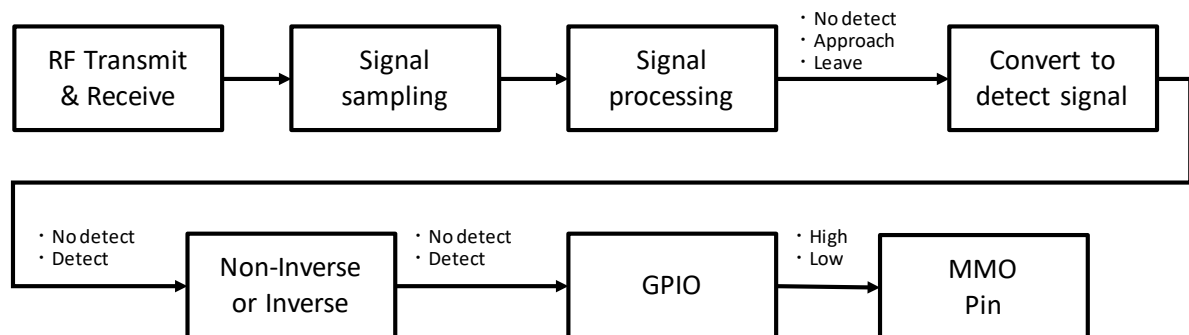 RF Transmit
& Receive
Signal
sampling
Signal
processing
・No detect
・Approach
・Leave
Convert to
detect signal
・No detect
・Detect
Non-Inverse
or Inverse
・No detect
・Detect
GPIO
・High
・Low
MMO
Pin